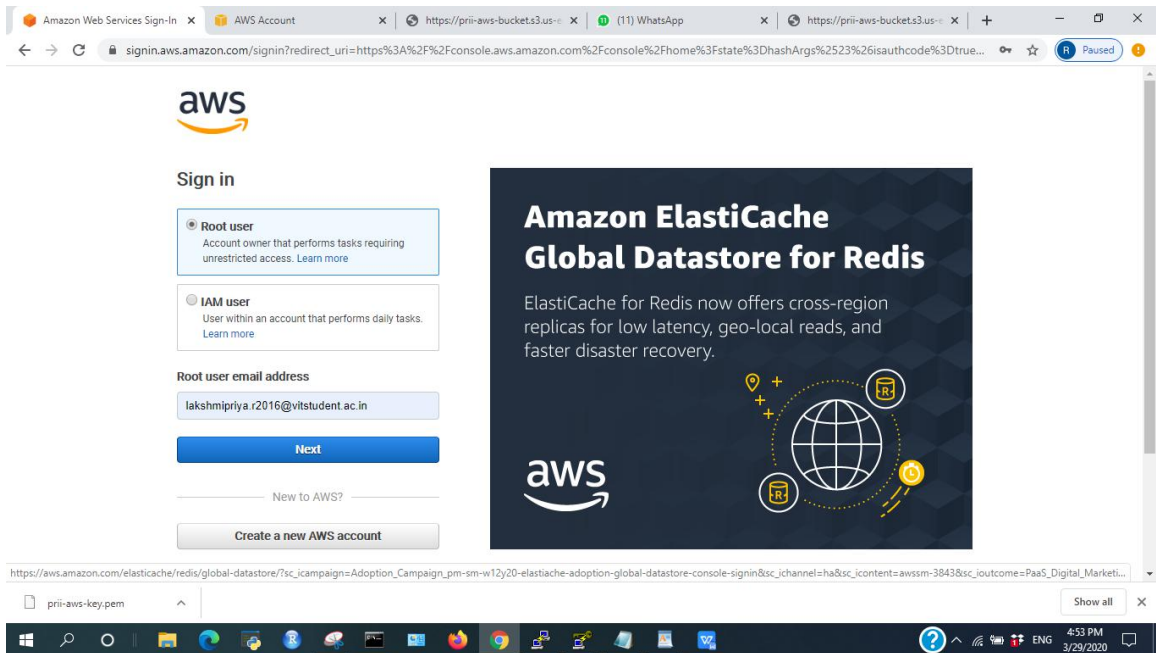 Amazon Web Services Sign-In
AWS Account
https://prii-aws-bucket.s3.us-e
(11) WhatsApp
https://prii-aws-bucket.s3.us-e
signin.aws.amazon.com/signin?redirect_uri=https%3A%2F%2Fconsole.aws.amazon.com%2Fconsole%2Fhome%3Fstate%3DhashArgs%2523%26isauthcode%3Dtrue...
R Paused
aws
Sign in
Root user
Account owner that performs tasks requiring
unrestricted access. Learn more
IAM user
User within an account that performs daily tasks.
Learn more
Root user email address
lakshmipriya.r2016@vitstudent.ac.in
Next
New to AWS?
Create a new AWS account
Amazon ElastiCache
Global Datastore for Redis
ElastiCache for Redis now offers cross-region
replicas for low latency, geo-local reads, and
faster disaster recovery.
R
R
aws
https://aws.amazon.com/elasticache/redis/global-datastore/?sc_icampaign=Adoption_Campaign_pm-sm-w12y20-elastiache-adoption-global-datastore-console-signin&sc_ichannel=ha&sc_icontent=awssm-3843&sc_ioutcome=PaaS_Digital_Marketi...
prii-aws-key.pem
Show all
ENG
4:53 PM
3/29/2020